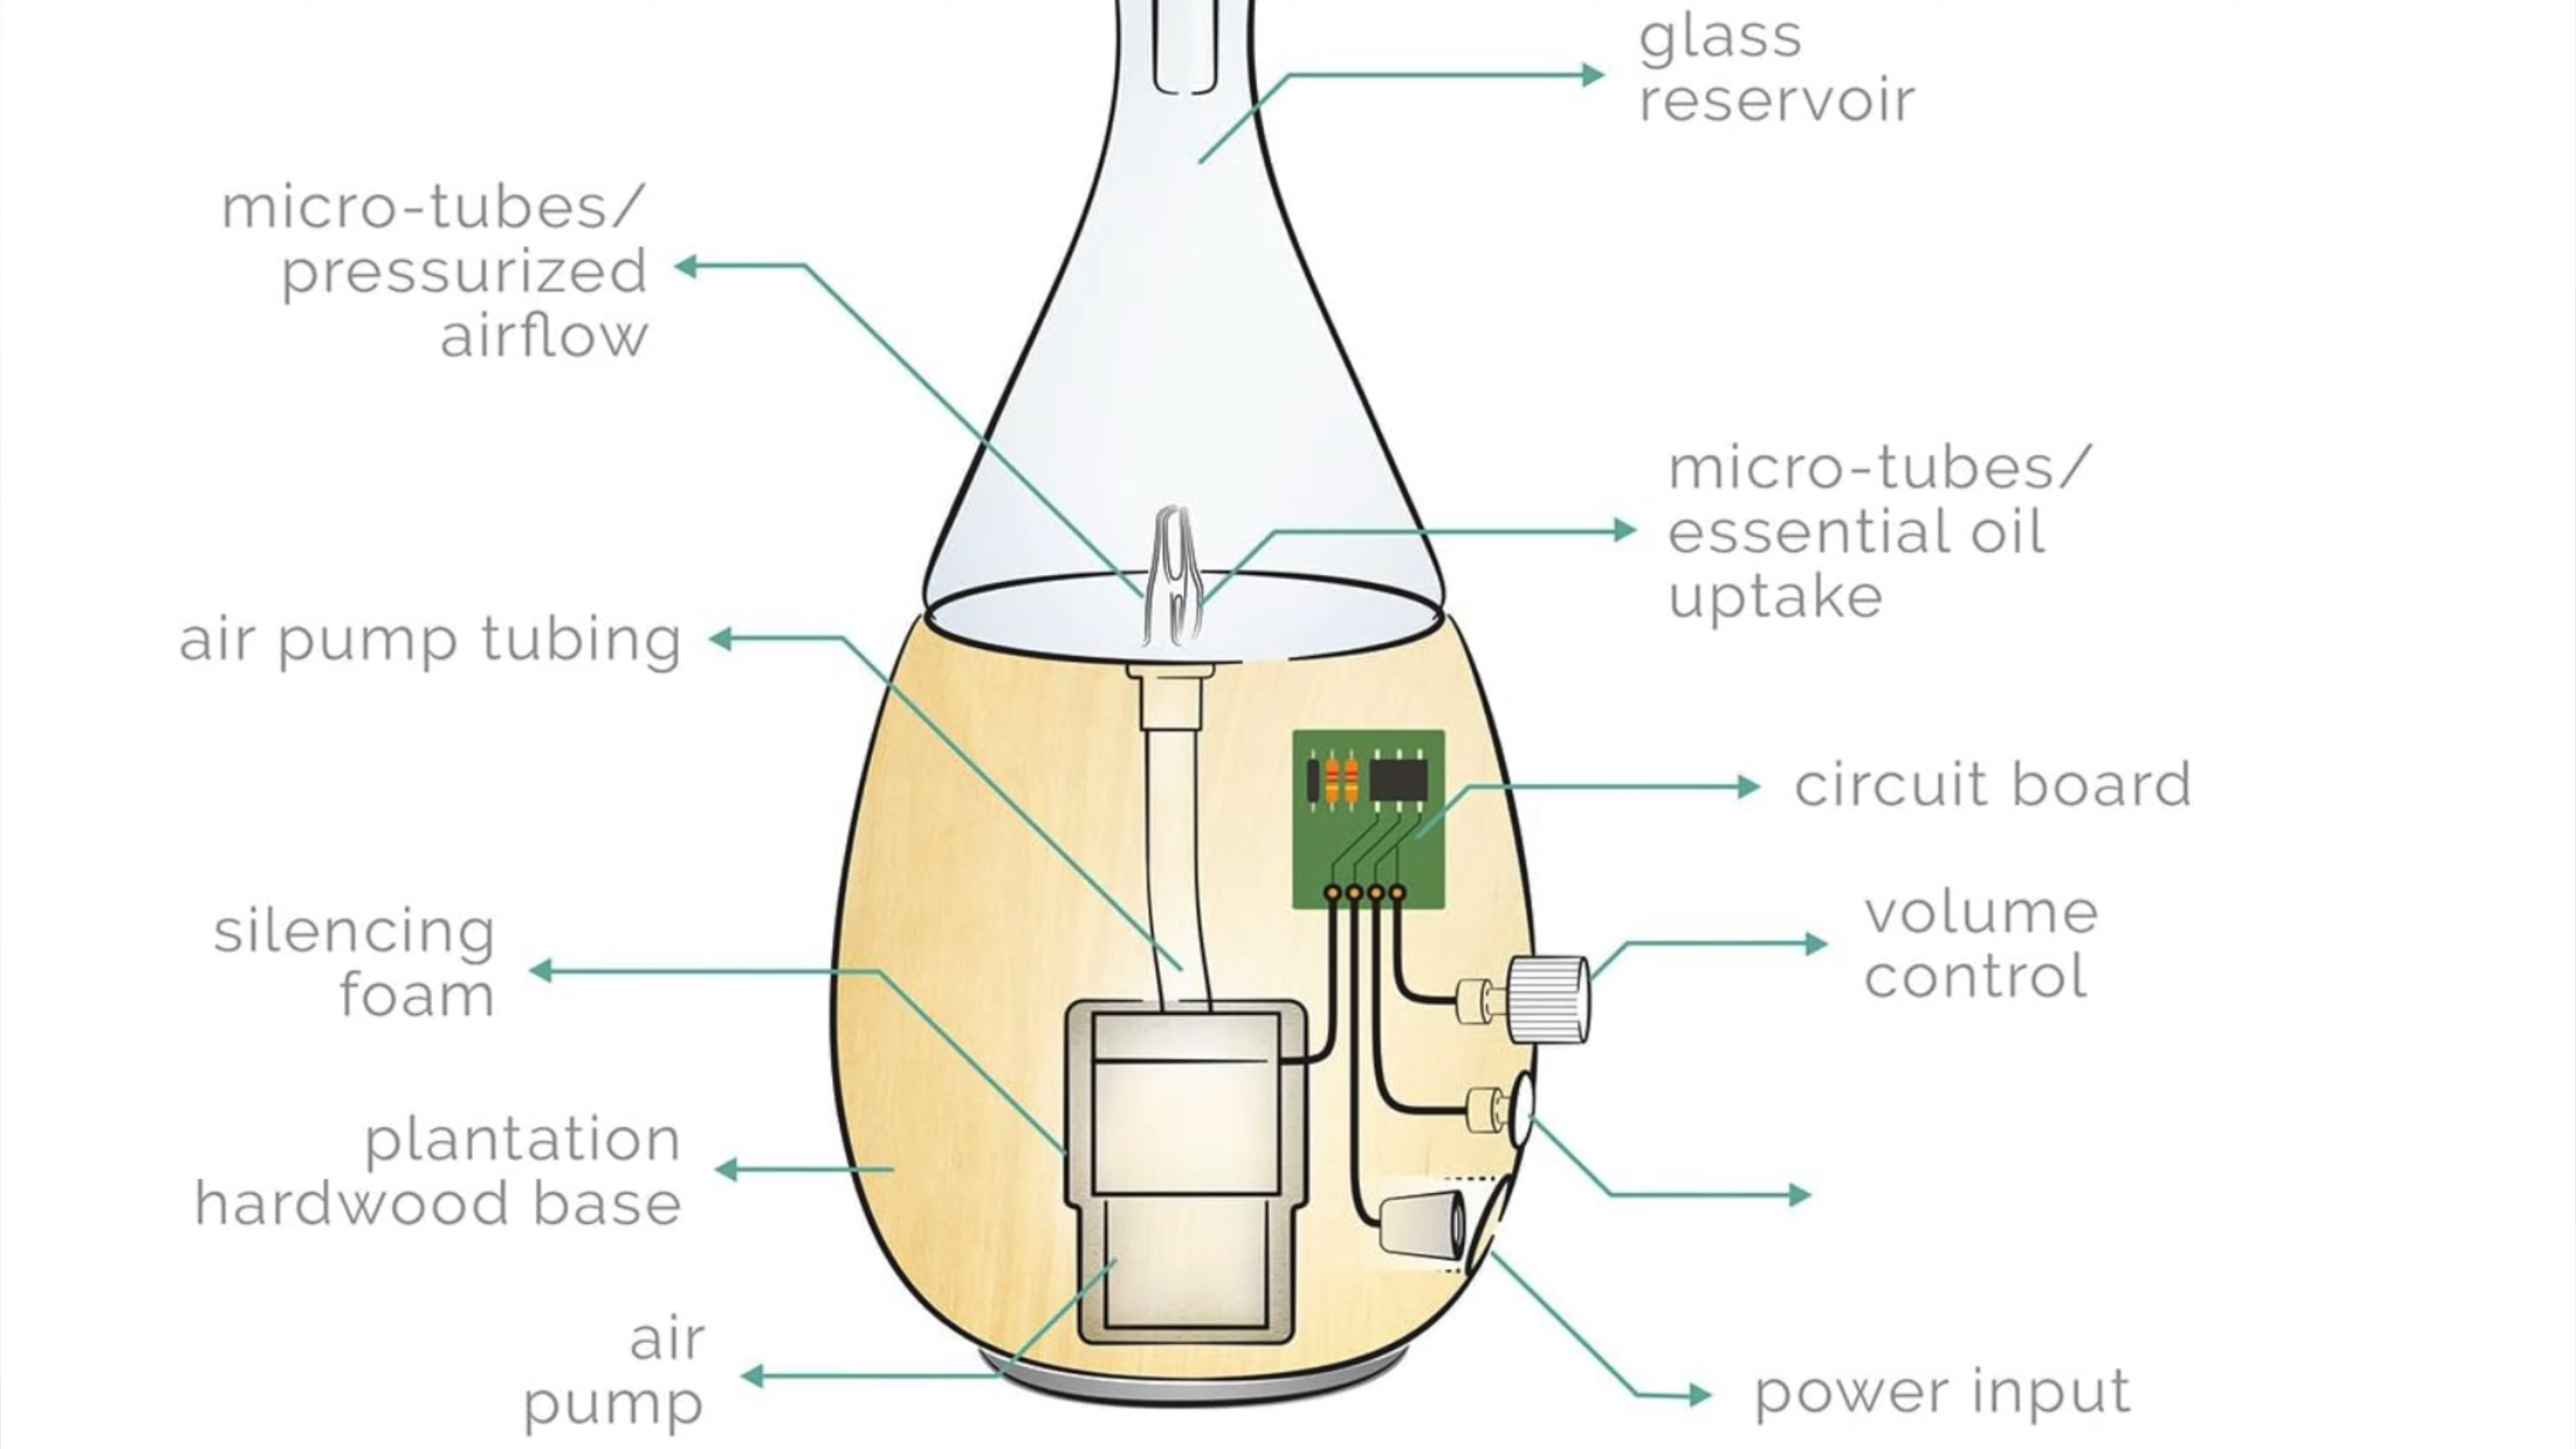 glass
reservoir
micro-tubes/
pressurized
airflow
micro-tubes/
essential oil
uptake
air pump tubing
circuit board
silencing
foam
volume
control
plantation
hardwood base
air
pump
power input